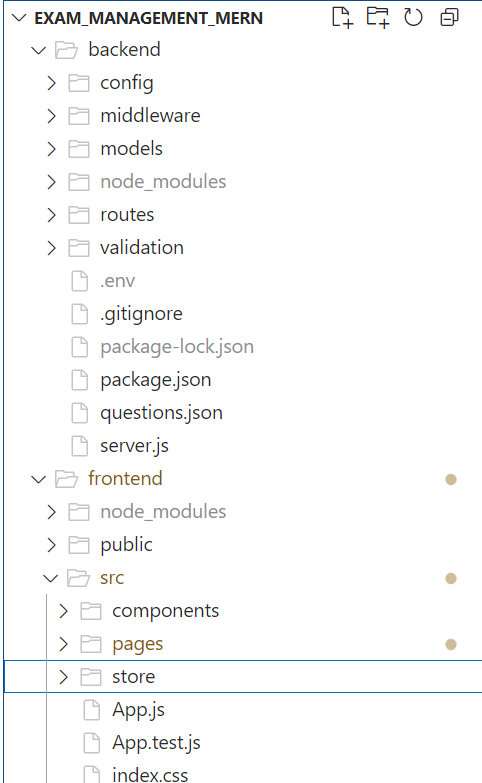 EXAM_MANAGEMENT_MERN
backend
config
middleware
models
node_modules
routes
validation
.env
.gitignore
package-lock.json
package.json
questions.json
server.js
frontend
node_modules
public
src
components
pages
store
App.js
App.test.js
index.css